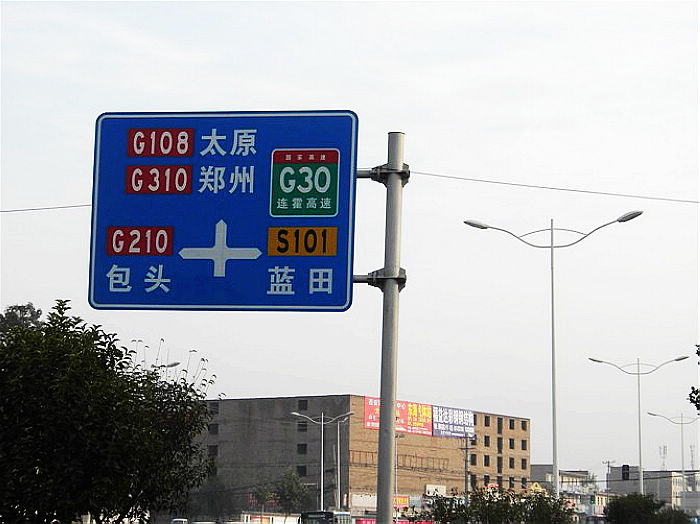 G108 太原
G310 郑州
国家高速
G30
连霍高速
G210
包头
S101
蓝田